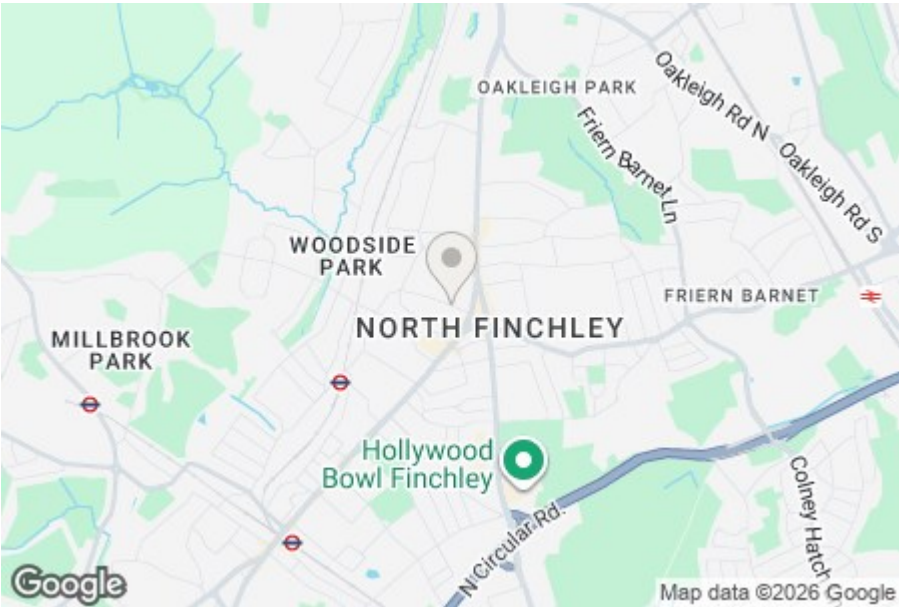 OAKLEIGH PARK
Oakleigh Rd N
Oakleigh Rd S
Friern Barnet Ln
WOODSIDE
PARK
FRIERN BARNET
NORTH FINCHLEY
MILLBROOK
PARK
Hollywood
Bowl Finchley
N Circular Rd.
Colney Hatch
Google
Map data ©2026 Google